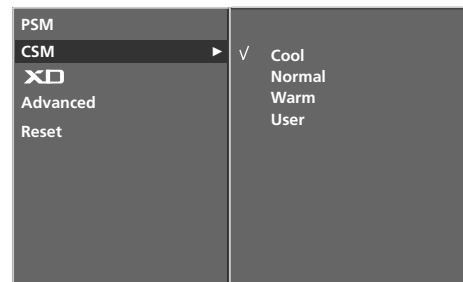 PSM
CSM ►
XD
Advanced
Reset
√ Cool
Normal
Warm
User